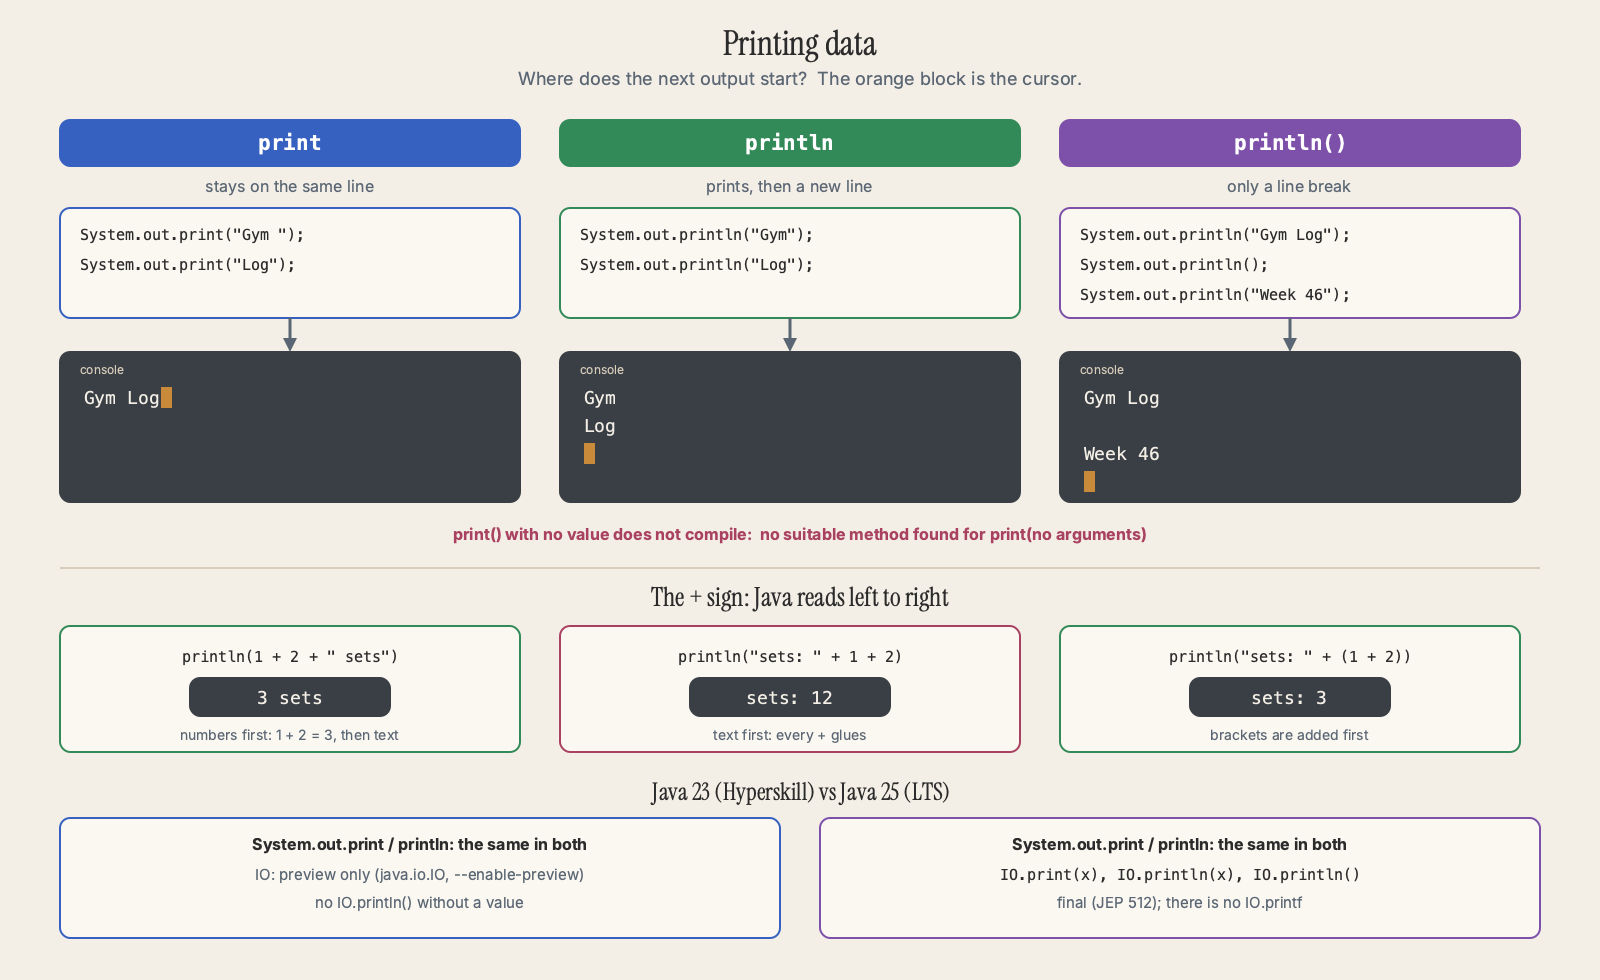 Printing data
Where does the next output start?  The orange block is the cursor.
print
stays on the same line
System.out.print("Gym ");
System.out.print("Log");
console
Gym Log
println
prints, then a new line
System.out.println("Gym");
System.out.println("Log");
console
Gym
Log
println()
only a line break
System.out.println("Gym Log");
System.out.println();
System.out.println("Week 46");
console
Gym Log
Week 46
print() with no value does not compile:  no suitable method found for print(no arguments)
The + sign: Java reads left to right
println(1 + 2 + " sets")
3 sets
numbers first: 1 + 2 = 3, then text
println("sets: " + 1 + 2)
sets: 12
text first: every + glues
println("sets: " + (1 + 2))
sets: 3
brackets are added first
Java 23 (Hyperskill) vs Java 25 (LTS)
System.out.print / println: the same in both
IO: preview only (java.io.IO, --enable-preview)
no IO.println() without a value
System.out.print / println: the same in both
IO.print(x), IO.println(x), IO.println()
final (JEP 512); there is no IO.printf